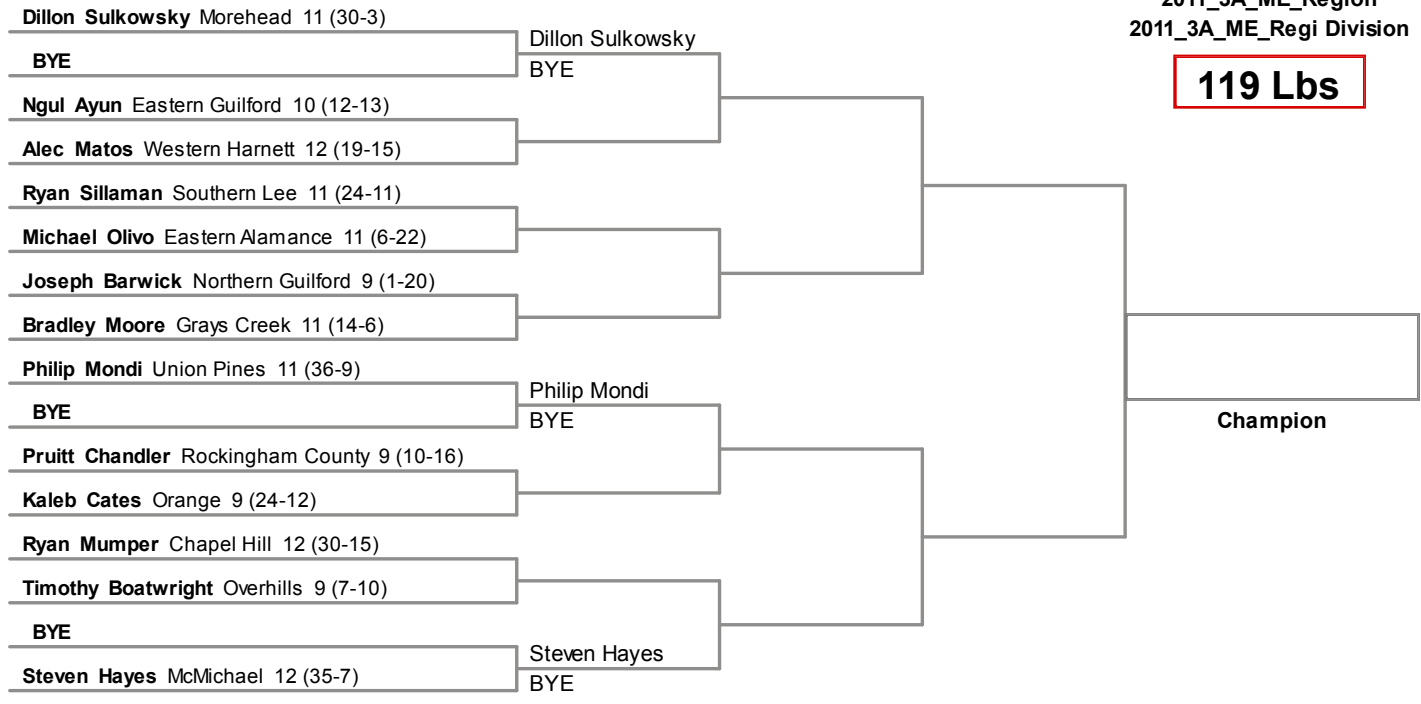 2011_3A_ME_Region
2011_3A_ME_Regi Division
119 Lbs
Dillon Sulkowsky Morehead 11 (30-3)
BYE
Dillon Sulkowsky
BYE
Ngul Ayun Eastern Guilford 10 (12-13)
Alec Matos Western Harnett 12 (19-15)
Ryan Sillaman Southern Lee 11 (24-11)
Michael Olivo Eastern Alamance 11 (6-22)
Joseph Barwick Northern Guilford 9 (1-20)
Bradley Moore Grays Creek 11 (14-6)
Philip Mondi Union Pines 11 (36-9)
BYE
Philip Mondi
BYE
Pruitt Chandler Rockingham County 9 (10-16)
Kaleb Cates Orange 9 (24-12)
Ryan Mumper Chapel Hill 12 (30-15)
Timothy Boatwright Overhills 9 (7-10)
BYE
Steven Hayes McMichael 12 (35-7)
Steven Hayes
BYE
Champion